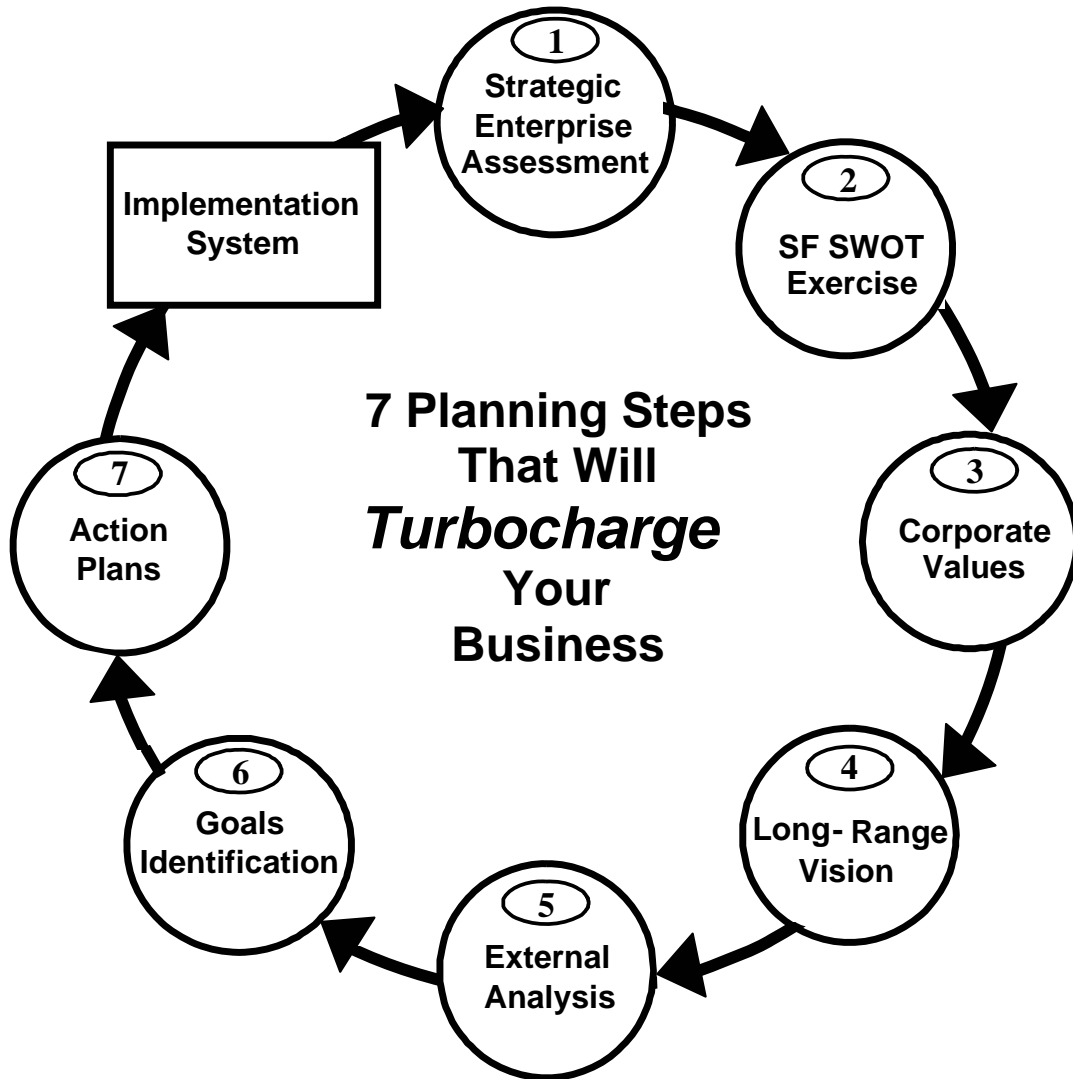 1
Strategic
Enterprise
Assessment
2
SF SWOT
Exercise
3
Corporate
Values
4
Long- Range
Vision
5
External
Analysis
6
Goals
Identification
7
Action
Plans
Implementation
System
7 Planning Steps
That Will
Turbocharge
Your
Business